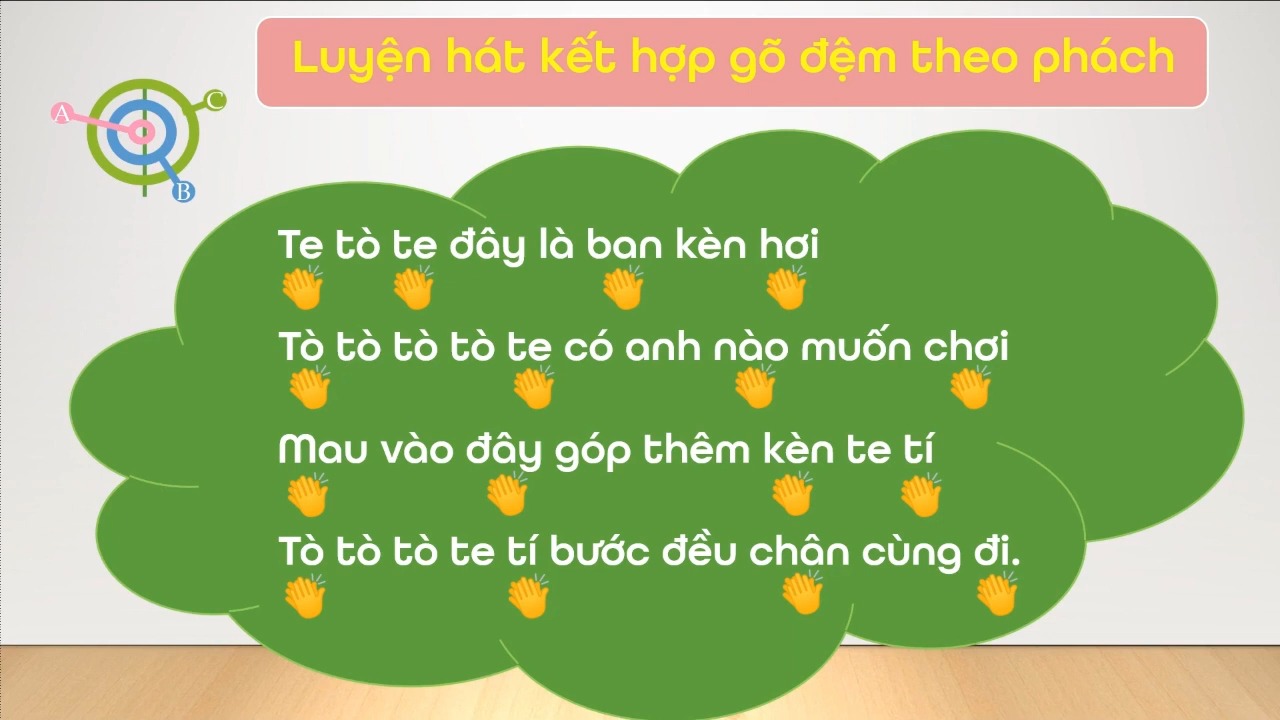 Luyện hát kết hợp gõ đệm theo phách
A
C
B
Te tò te đây là ban kèn hơi
Tò tò tò tò te có anh nào muốn chơi
Mau vào đây góp thêm kèn te tí
Tò tò tò te tí bước đều chân cùng đi.